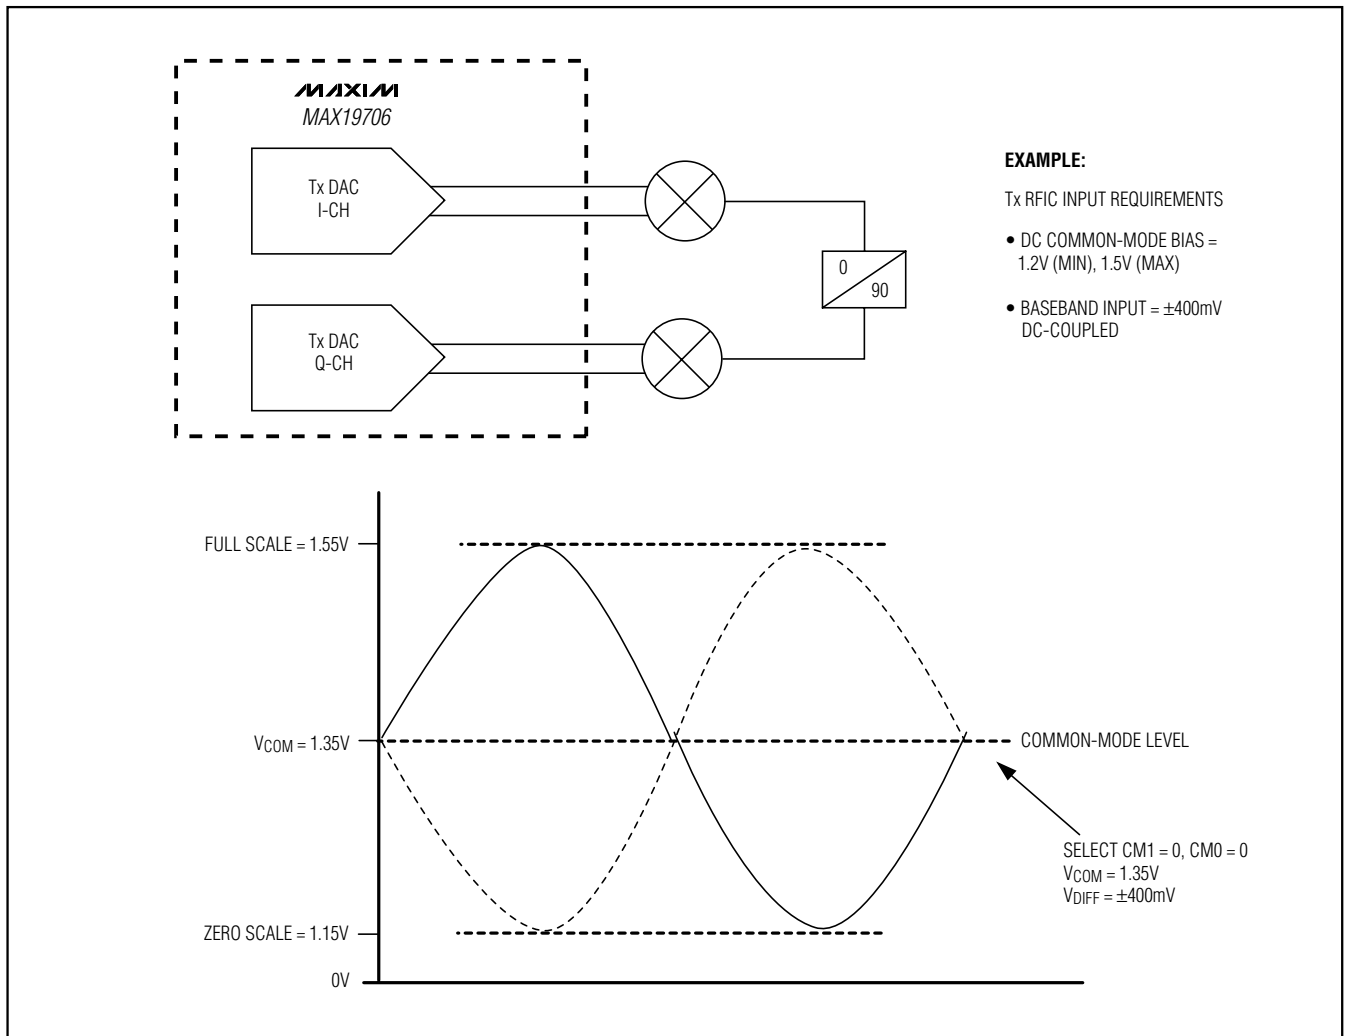 MAXIM
MAX19706
Tx DAC
I-CH
Tx DAC
Q-CH
0
90
EXAMPLE:
Tx RFIC INPUT REQUIREMENTS
• DC COMMON-MODE BIAS =
1.2V (MIN), 1.5V (MAX)
• BASEBAND INPUT = ±400mV
DC-COUPLED
FULL SCALE = 1.55V
VCOM = 1.35V
COMMON-MODE LEVEL
SELECT CM1 = 0, CM0 = 0
VCOM = 1.35V
VDIFF = ±400mV
ZERO SCALE = 1.15V
0V